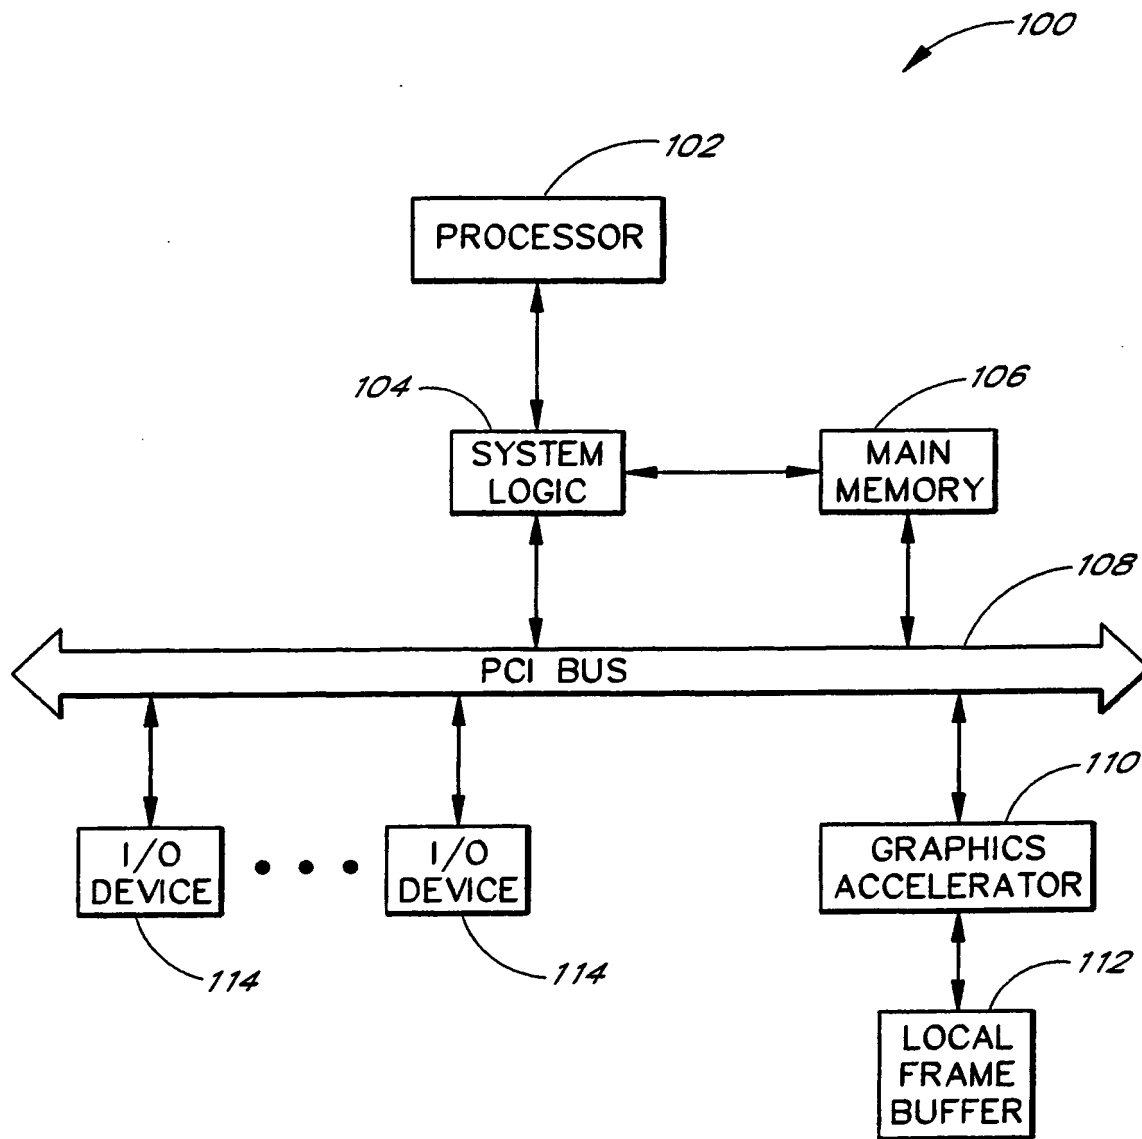 100
102
PROCESSOR
104
106
SYSTEM
LOGIC
MAIN
MEMORY
108
PCI BUS
110
I/O
DEVICE
I/O
DEVICE
GRAPHICS
ACCELERATOR
114
114
112
LOCAL
FRAME
BUFFER